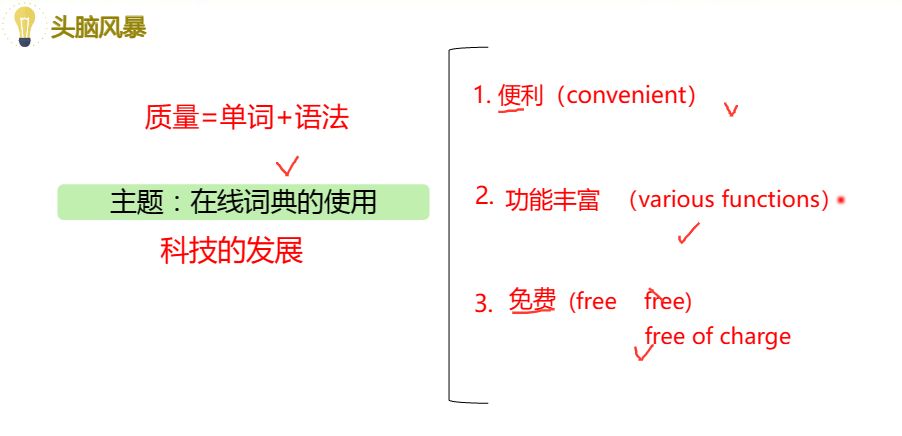 头脑风暴
质量=单词+语法
主题：在线词典的使用
科技的发展
1. 便利（convenient）
2. 功能丰富 （various functions）
3. 免费 (free free)
free of charge